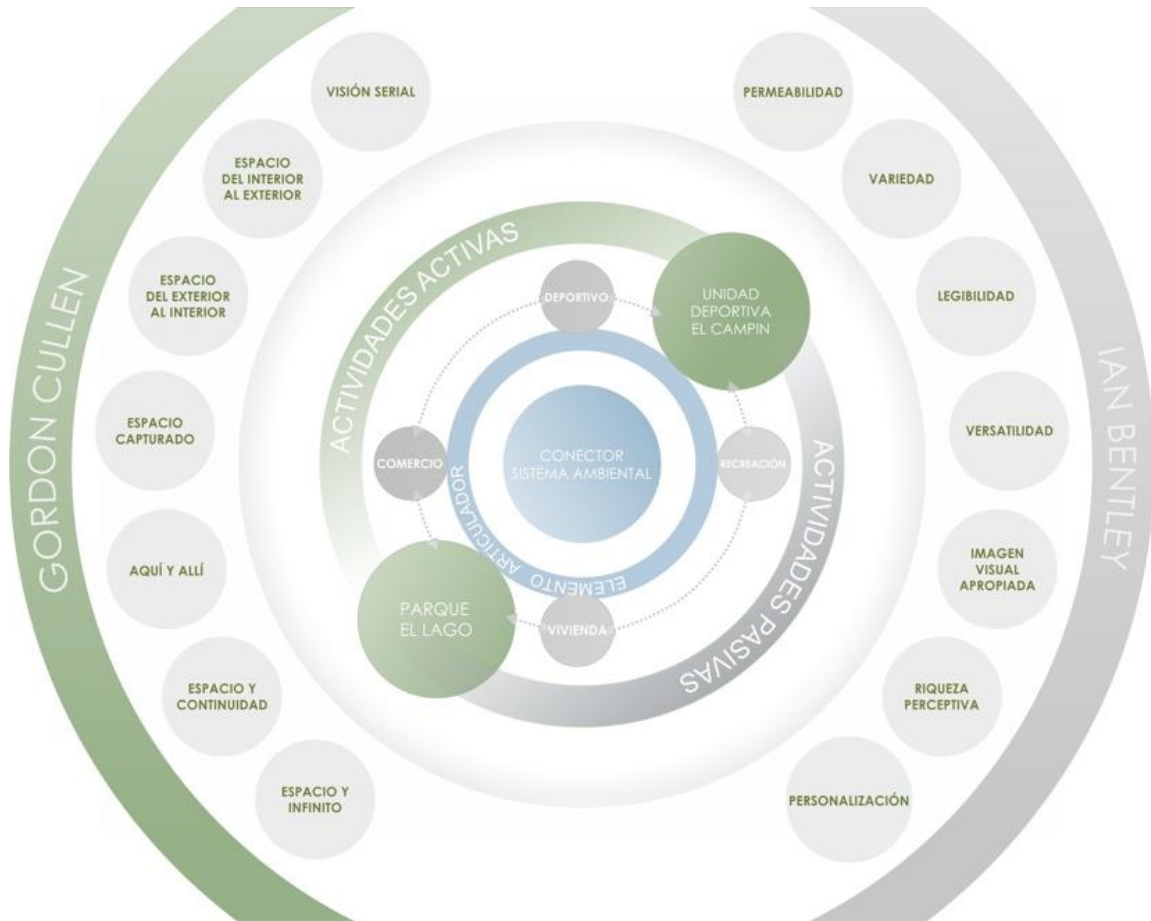 GORDON CULLEN
VISIÓN SERIAL
ESPACIO
DEL INTERIOR
AL EXTERIOR
ESPACIO
DEL EXTERIOR
AL INTERIOR
ESPACIO
CAPTURADO
AQUÍ Y ALLÍ
ESPACIO Y
CONTINUIDAD
ESPACIO Y
INFINITO
ACTIVIDADES ACTIVAS
DEPORTIVO
UNIDAD
DEPORTIVA
EL CAMPIN
COMERCIO
CONECTOR
SISTEMA AMBIENTAL
RECREACIÓN
ELEMENTO ARTICULADOR
PARQUE
EL LAGO
VIVIENDA
ACTIVIDADES PASIVAS
PERMEABILIDAD
VARIEDAD
LEGIBILIDAD
VERSATILIDAD
IMAGEN
VISUAL
APROPIADA
RIQUEZA
PERCEPTIVA
PERSONALIZACIÓN
IAN BENTLEY